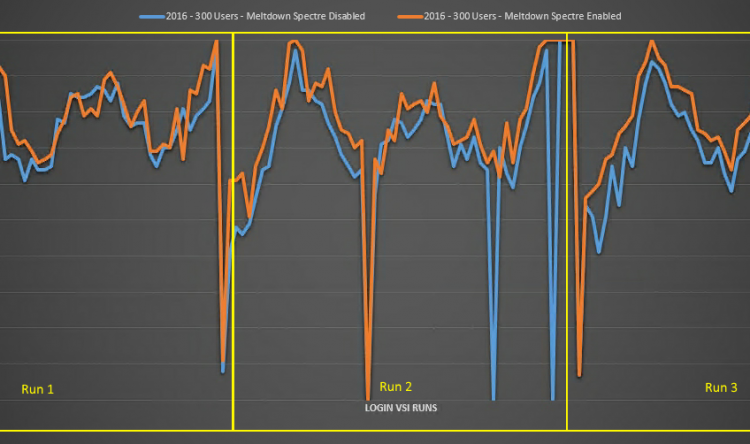 2016 - 300 Users - Meltdown Spectre Disabled
2016 - 300 Users - Meltdown Spectre Enabled
Run 1
Run 2
Run 3
LOGIN VSI RUNS